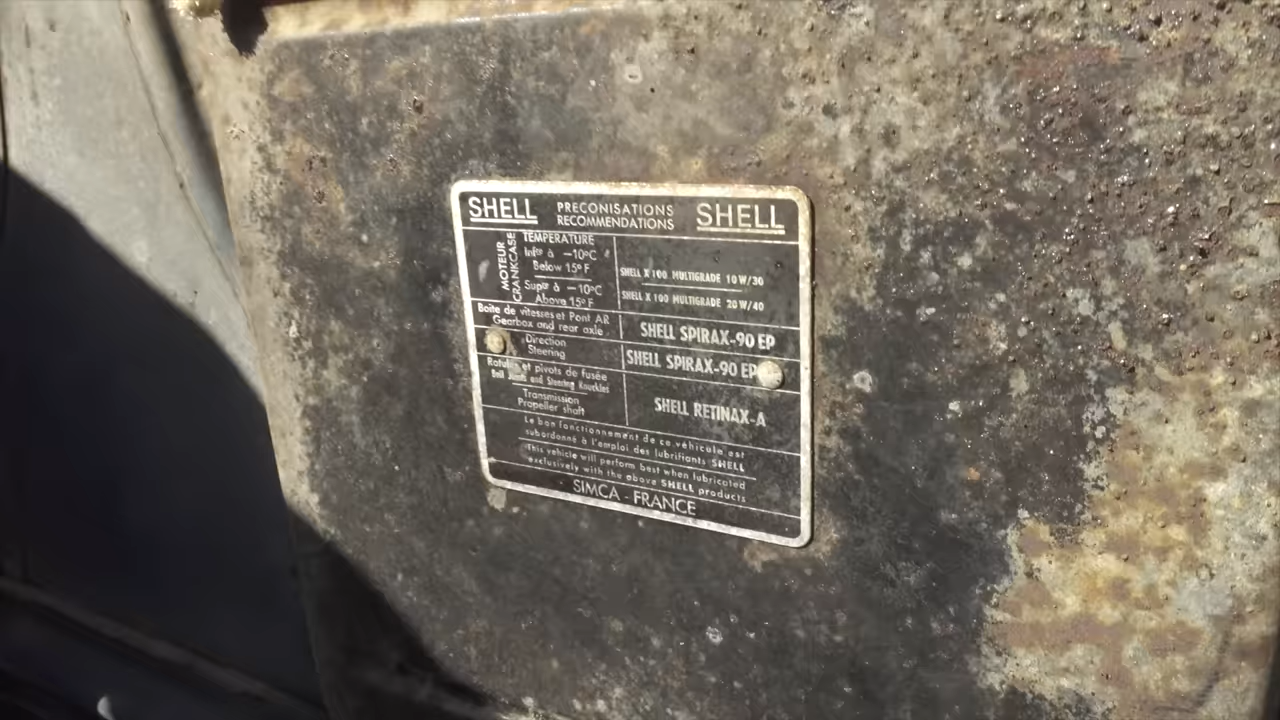 SHELL PRECONISATIONS RECOMMENDATIONS SHELL
MOTEUR
CRANKCASE
TEMPERATURE
Infre à −10°C
Below 15°F
SHELL X 100 MULTIGRADE 10W/30
Supre à −10°C
Above 15°F
SHELL X 100 MULTIGRADE 20W/40
Boite de vitesses et Pont AR
Gearbox and rear axle
SHELL SPIRAX-90 EP
Direction
Steering
SHELL SPIRAX-90 EP
Rotules et pivots de fusée
Ball Joints and Steering Knuckles
Transmission
Propeller shaft
SHELL RETINAX-A
Le bon fonctionnement de ce véhicule est
subordonné à l'emploi des lubrifiants SHELL
This vehicle will perform best when lubricated
exclusively with the above SHELL products
SIMCA - FRANCE